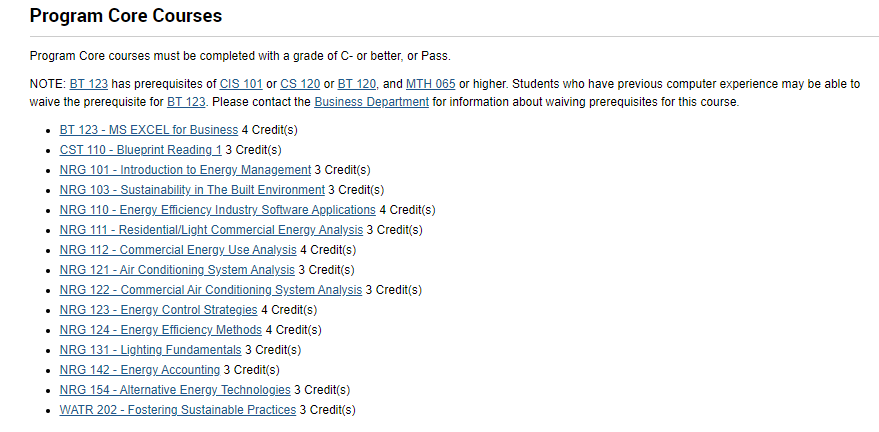 Program Core Courses
Program Core courses must be completed with a grade of C- or better, or Pass.
NOTE: BT 123 has prerequisites of CIS 101 or CS 120 or BT 120, and MTH 065 or higher. Students who have previous computer experience may be able to
waive the prerequisite for BT 123. Please contact the Business Department for information about waiving prerequisites for this course.
• BT 123 - MS EXCEL for Business 4 Credit(s)
• CST 110 - Blueprint Reading 1 3 Credit(s)
• NRG 101 - Introduction to Energy Management 3 Credit(s)
• NRG 103 - Sustainability in The Built Environment 3 Credit(s)
• NRG 110 - Energy Efficiency Industry Software Applications 4 Credit(s)
• NRG 111 - Residential/Light Commercial Energy Analysis 3 Credit(s)
• NRG 112 - Commercial Energy Use Analysis 4 Credit(s)
• NRG 121 - Air Conditioning System Analysis 3 Credit(s)
• NRG 122 - Commercial Air Conditioning System Analysis 3 Credit(s)
• NRG 123 - Energy Control Strategies 4 Credit(s)
• NRG 124 - Energy Efficiency Methods 4 Credit(s)
• NRG 131 - Lighting Fundamentals 3 Credit(s)
• NRG 142 - Energy Accounting 3 Credit(s)
• NRG 154 - Alternative Energy Technologies 3 Credit(s)
• WATR 202 - Fostering Sustainable Practices 3 Credit(s)